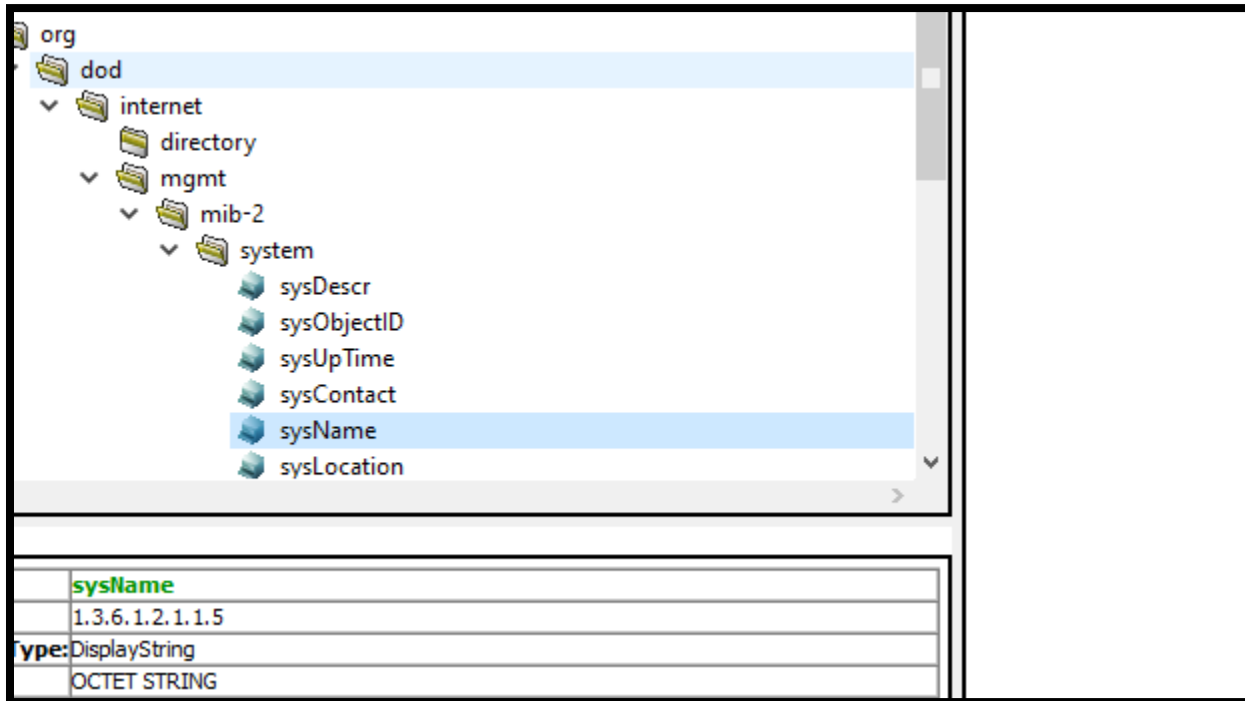 org
dod
internet
directory
mgmt
mib-2
system
sysDescr
sysObjectID
sysUpTime
sysContact
sysName
sysLocation
sysName
1.3.6.1.2.1.1.5
Type:DisplayString
OCTET STRING